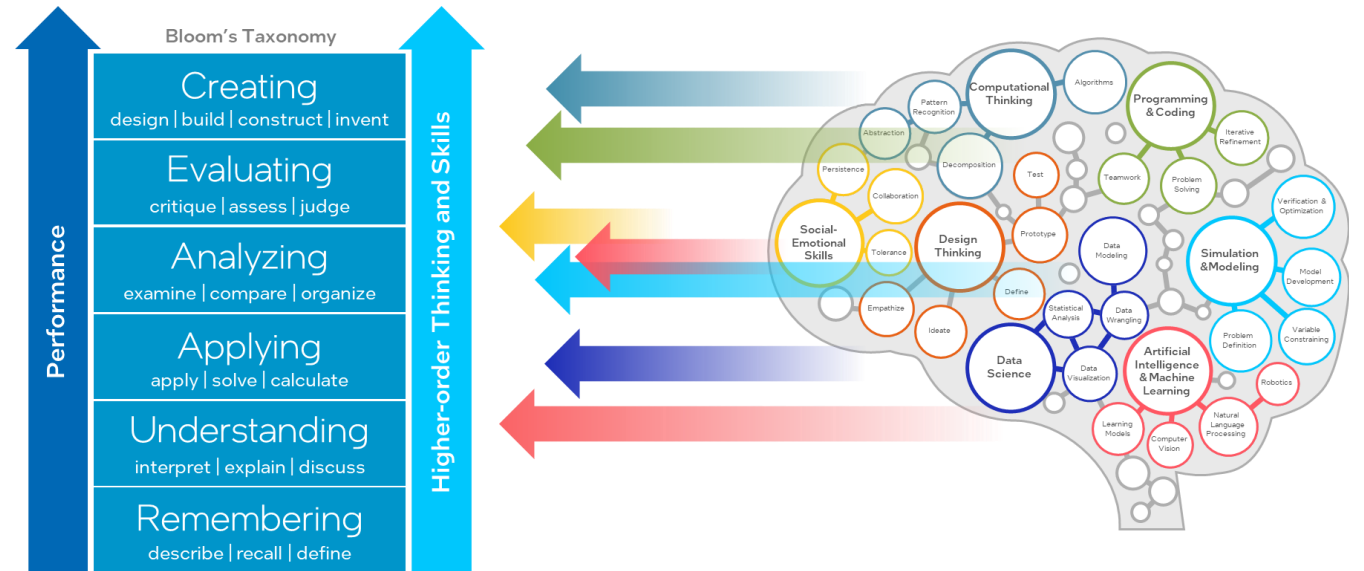 Bloom's Taxonomy
Performance
Creating
design | build | construct | invent
Evaluating
critique | assess | judge
Analyzing
examine | compare | organize
Applying
apply | solve | calculate
Understanding
interpret | explain | discuss
Remembering
describe | recall | define
Higher-order Thinking and Skills
Computational
Thinking
Algorithms
Pattern
Recognition
Abstraction
Decomposition
Programming
& Coding
Iterative
Refinement
Teamwork
Problem
Solving
Persistence
Collaboration
Social-
Emotional
Skills
Tolerance
Design
Thinking
Test
Prototype
Define
Empathize
Ideate
Data
Modeling
Statistical
Analysis
Data
Wrangling
Data
Science
Data
Visualization
Verification &
Optimization
Simulation
& Modeling
Model
Development
Variable
Constraining
Problem
Definition
Artificial
Intelligence
& Machine
Learning
Robotics
Natural
Language
Processing
Learning
Models
Computer
Vision